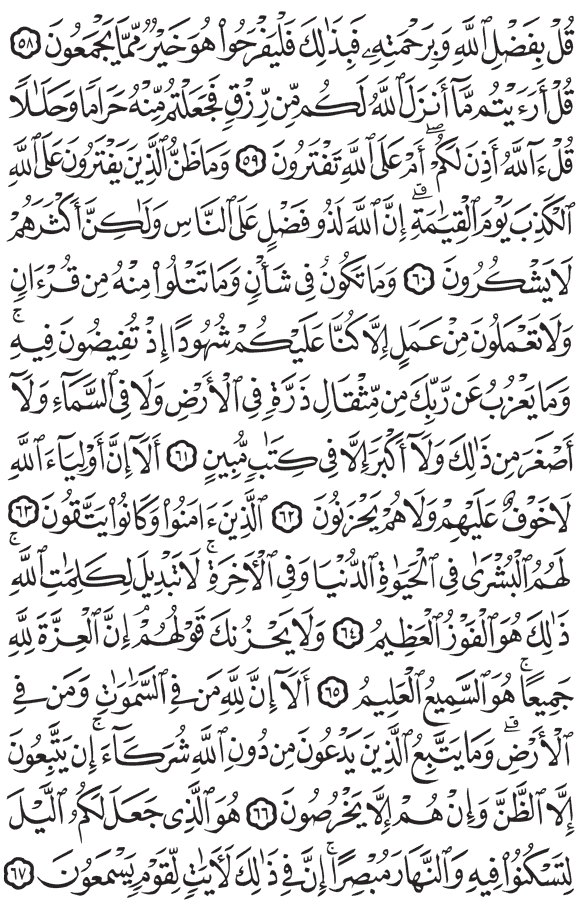 قُلْ بِفَضْلِ ٱللَّهِ وَبِرَحْمَتِهِۦ فَبِذَٰلِكَ فَلْيَفْرَحُوا۟ هُوَ خَيْرٌ مِّمَّا يَجْمَعُونَ ٥٨
قُلْ أَرَءَيْتُم مَّآ أَنزَلَ ٱللَّهُ لَكُم مِّن رِّزْقٍ فَجَعَلْتُم مِّنْهُ حَرَامًا وَحَلَٰلًا
قُلْ ءَآللَّهُ أَذِنَ لَكُمْ ۖ أَمْ عَلَى ٱللَّهِ تَفْتَرُونَ ٥٩ وَمَا ظَنُّ ٱلَّذِينَ يَفْتَرُونَ عَلَى ٱللَّهِ
ٱلْكَذِبَ يَوْمَ ٱلْقِيَٰمَةِ ۗ إِنَّ ٱللَّهَ لَذُو فَضْلٍ عَلَى ٱلنَّاسِ وَلَٰكِنَّ أَكْثَرَهُمْ
لَا يَشْكُرُونَ ٦٠ وَمَا تَكُونُ فِى شَأْنٍ وَمَا تَتْلُوا۟ مِنْهُ مِن قُرْءَانٍ
وَلَا تَعْمَلُونَ مِنْ عَمَلٍ إِلَّا كُنَّا عَلَيْكُمْ شُهُودًا إِذْ تُفِيضُونَ فِيهِ ۚ
وَمَا يَعْزُبُ عَن رَّبِّكَ مِن مِّثْقَالِ ذَرَّةٍ فِى ٱلْأَرْضِ وَلَا فِى ٱلسَّمَآءِ وَلَآ
أَصْغَرَ مِن ذَٰلِكَ وَلَآ أَكْبَرَ إِلَّا فِى كِتَٰبٍ مُّبِينٍ ٦١ أَلَآ إِنَّ أَوْلِيَآءَ ٱللَّهِ
لَا خَوْفٌ عَلَيْهِمْ وَلَا هُمْ يَحْزَنُونَ ٦٢ ٱلَّذِينَ ءَامَنُوا۟ وَكَانُوا۟ يَتَّقُونَ ٦٣
لَهُمُ ٱلْبُشْرَىٰ فِى ٱلْحَيَوٰةِ ٱلدُّنْيَا وَفِى ٱلْءَاخِرَةِ ۚ لَا تَبْدِيلَ لِكَلِمَٰتِ ٱللَّهِ ۚ
ذَٰلِكَ هُوَ ٱلْفَوْزُ ٱلْعَظِيمُ ٦٤ وَلَا يَحْزُنكَ قَوْلُهُمْ ۘ إِنَّ ٱلْعِزَّةَ لِلَّهِ
جَمِيعًا ۚ هُوَ ٱلسَّمِيعُ ٱلْعَلِيمُ ٦٥ أَلَآ إِنَّ لِلَّهِ مَن فِى ٱلسَّمَٰوَٰتِ وَمَن فِى
ٱلْأَرْضِ ۗ وَمَا يَتَّبِعُ ٱلَّذِينَ يَدْعُونَ مِن دُونِ ٱللَّهِ شُرَكَآءَ ۚ إِن يَتَّبِعُونَ
إِلَّا ٱلظَّنَّ وَإِنْ هُمْ إِلَّا يَخْرُصُونَ ٦٦ هُوَ ٱلَّذِى جَعَلَ لَكُمُ ٱلَّيْلَ
لِتَسْكُنُوا۟ فِيهِ وَٱلنَّهَارَ مُبْصِرًا ۚ إِنَّ فِى ذَٰلِكَ لَءَايَٰتٍ لِّقَوْمٍ يَسْمَعُونَ ٦٧